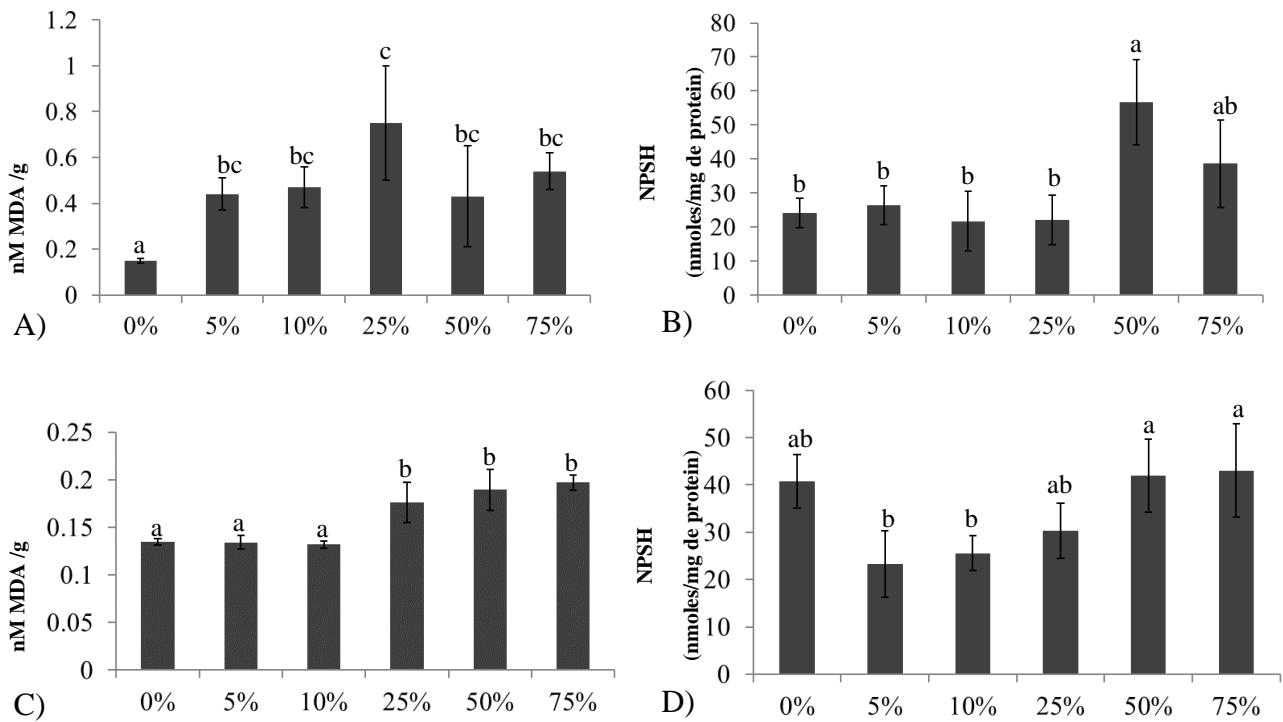 nM MDA /g
1.2
1
0.8
0.6
0.4
0.2
0
a
bc
bc
c
bc
bc
0%
5%
10%
25%
50%
75%
A)
NPSH
(nmoles/mg de protein)
80
70
60
50
40
30
20
10
0
b
b
b
b
a
ab
0%
5%
10%
25%
50%
75%
B)
nM MDA /g
0.25
0.2
0.15
0.1
0.05
0
a
a
a
b
b
b
0%
5%
10%
25%
50%
75%
C)
NPSH
(nmoles/mg de protein)
60
50
40
30
20
10
0
ab
b
b
ab
a
a
0%
5%
10%
25%
50%
75%
D)